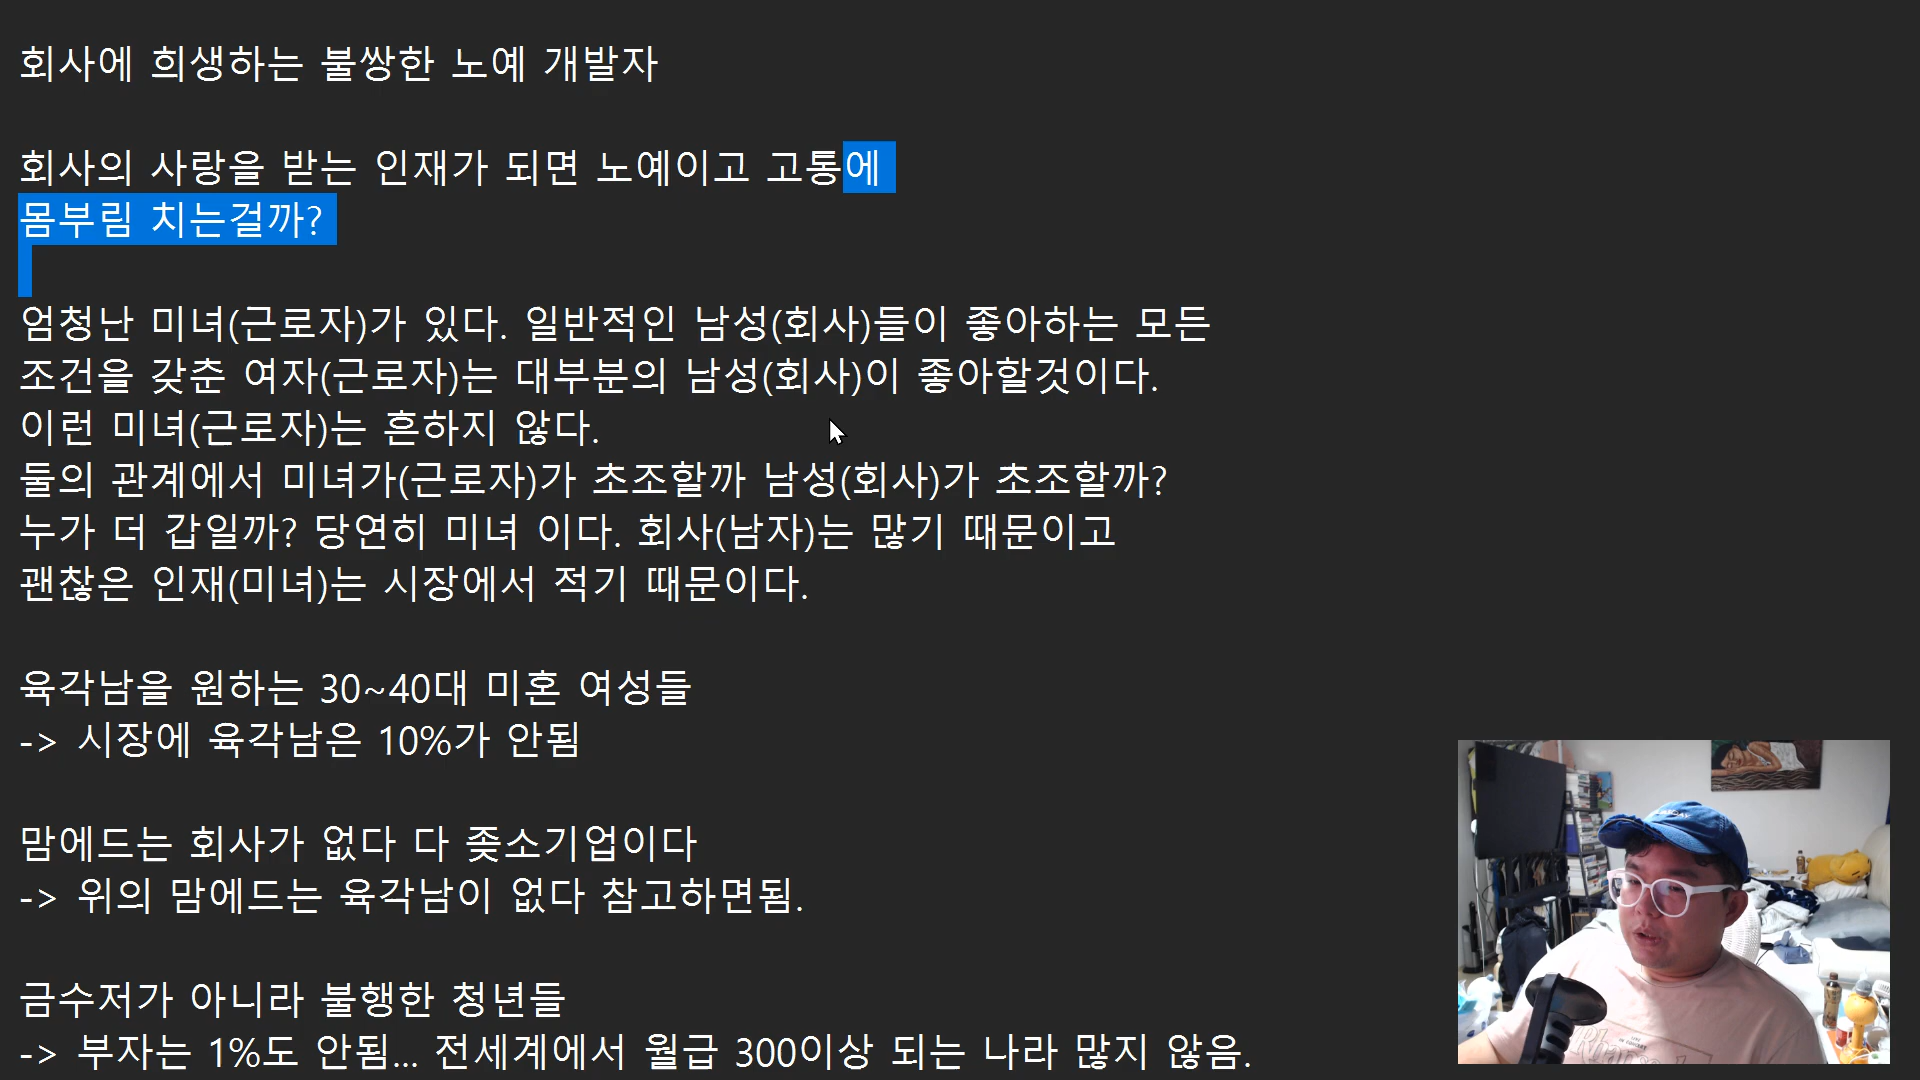 회사에 희생하는 불쌍한 노예 개발자
회사의 사랑을 받는 인재가 되면 노예이고 고통에
몸부림 치는걸까?
엄청난 미녀(근로자)가 있다. 일반적인 남성(회사)들이 좋아하는 모든
조건을 갖춘 여자(근로자)는 대부분의 남성(회사)이 좋아할것이다.
이런 미녀(근로자)는 흔하지 않다.
둘의 관계에서 미녀가(근로자)가 초조할까 남성(회사)가 초조할까?
누가 더 갑일까? 당연히 미녀 이다. 회사(남자)는 많기 때문이고
괜찮은 인재(미녀)는 시장에서 적기 때문이다.
육각남을 원하는 30~40대 미혼 여성들
-> 시장에 육각남은 10%가 안됨
맘에드는 회사가 없다 다 좆소기업이다
-> 위의 맘에드는 육각남이 없다 참고하면됨.
금수저가 아니라 불행한 청년들
-> 부자는 1%도 안됨... 전세계에서 월급 300이상 되는 나라 많지 않음.